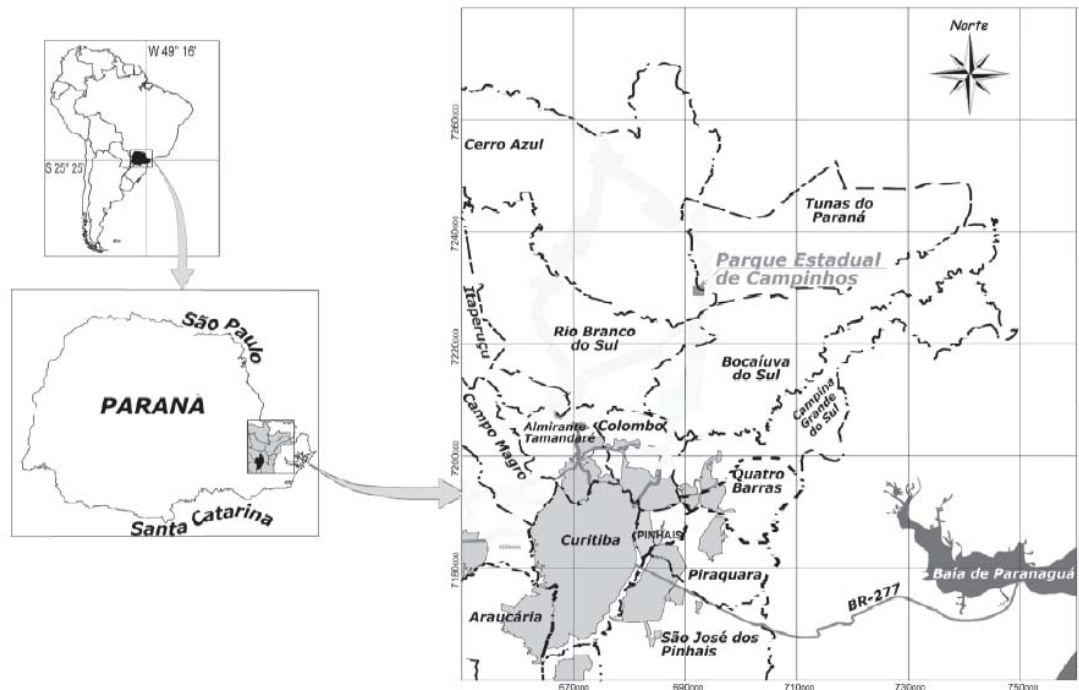 W 49° 16'
S 25° 25'
São Paulo
PARANÁ
Santa Catarina
Norte
7260000
Cerro Azul
Tunas do
Paraná
Parque Estadual
de Campinhos
Itaperuçu
7220000
Rio Branco
do Sul
Bocaíuva
do Sul
Campina
Grande
do Sul
Campo Magro
Almirante
Tamandaré
Colombo
7200000
Quatro
Barras
Curitiba
PINHAIS
7180000
Piraquara
Baía de Paranaguá
BR-277
Araucária
São José dos
Pinhais
670000
690000
710000
730000
750000